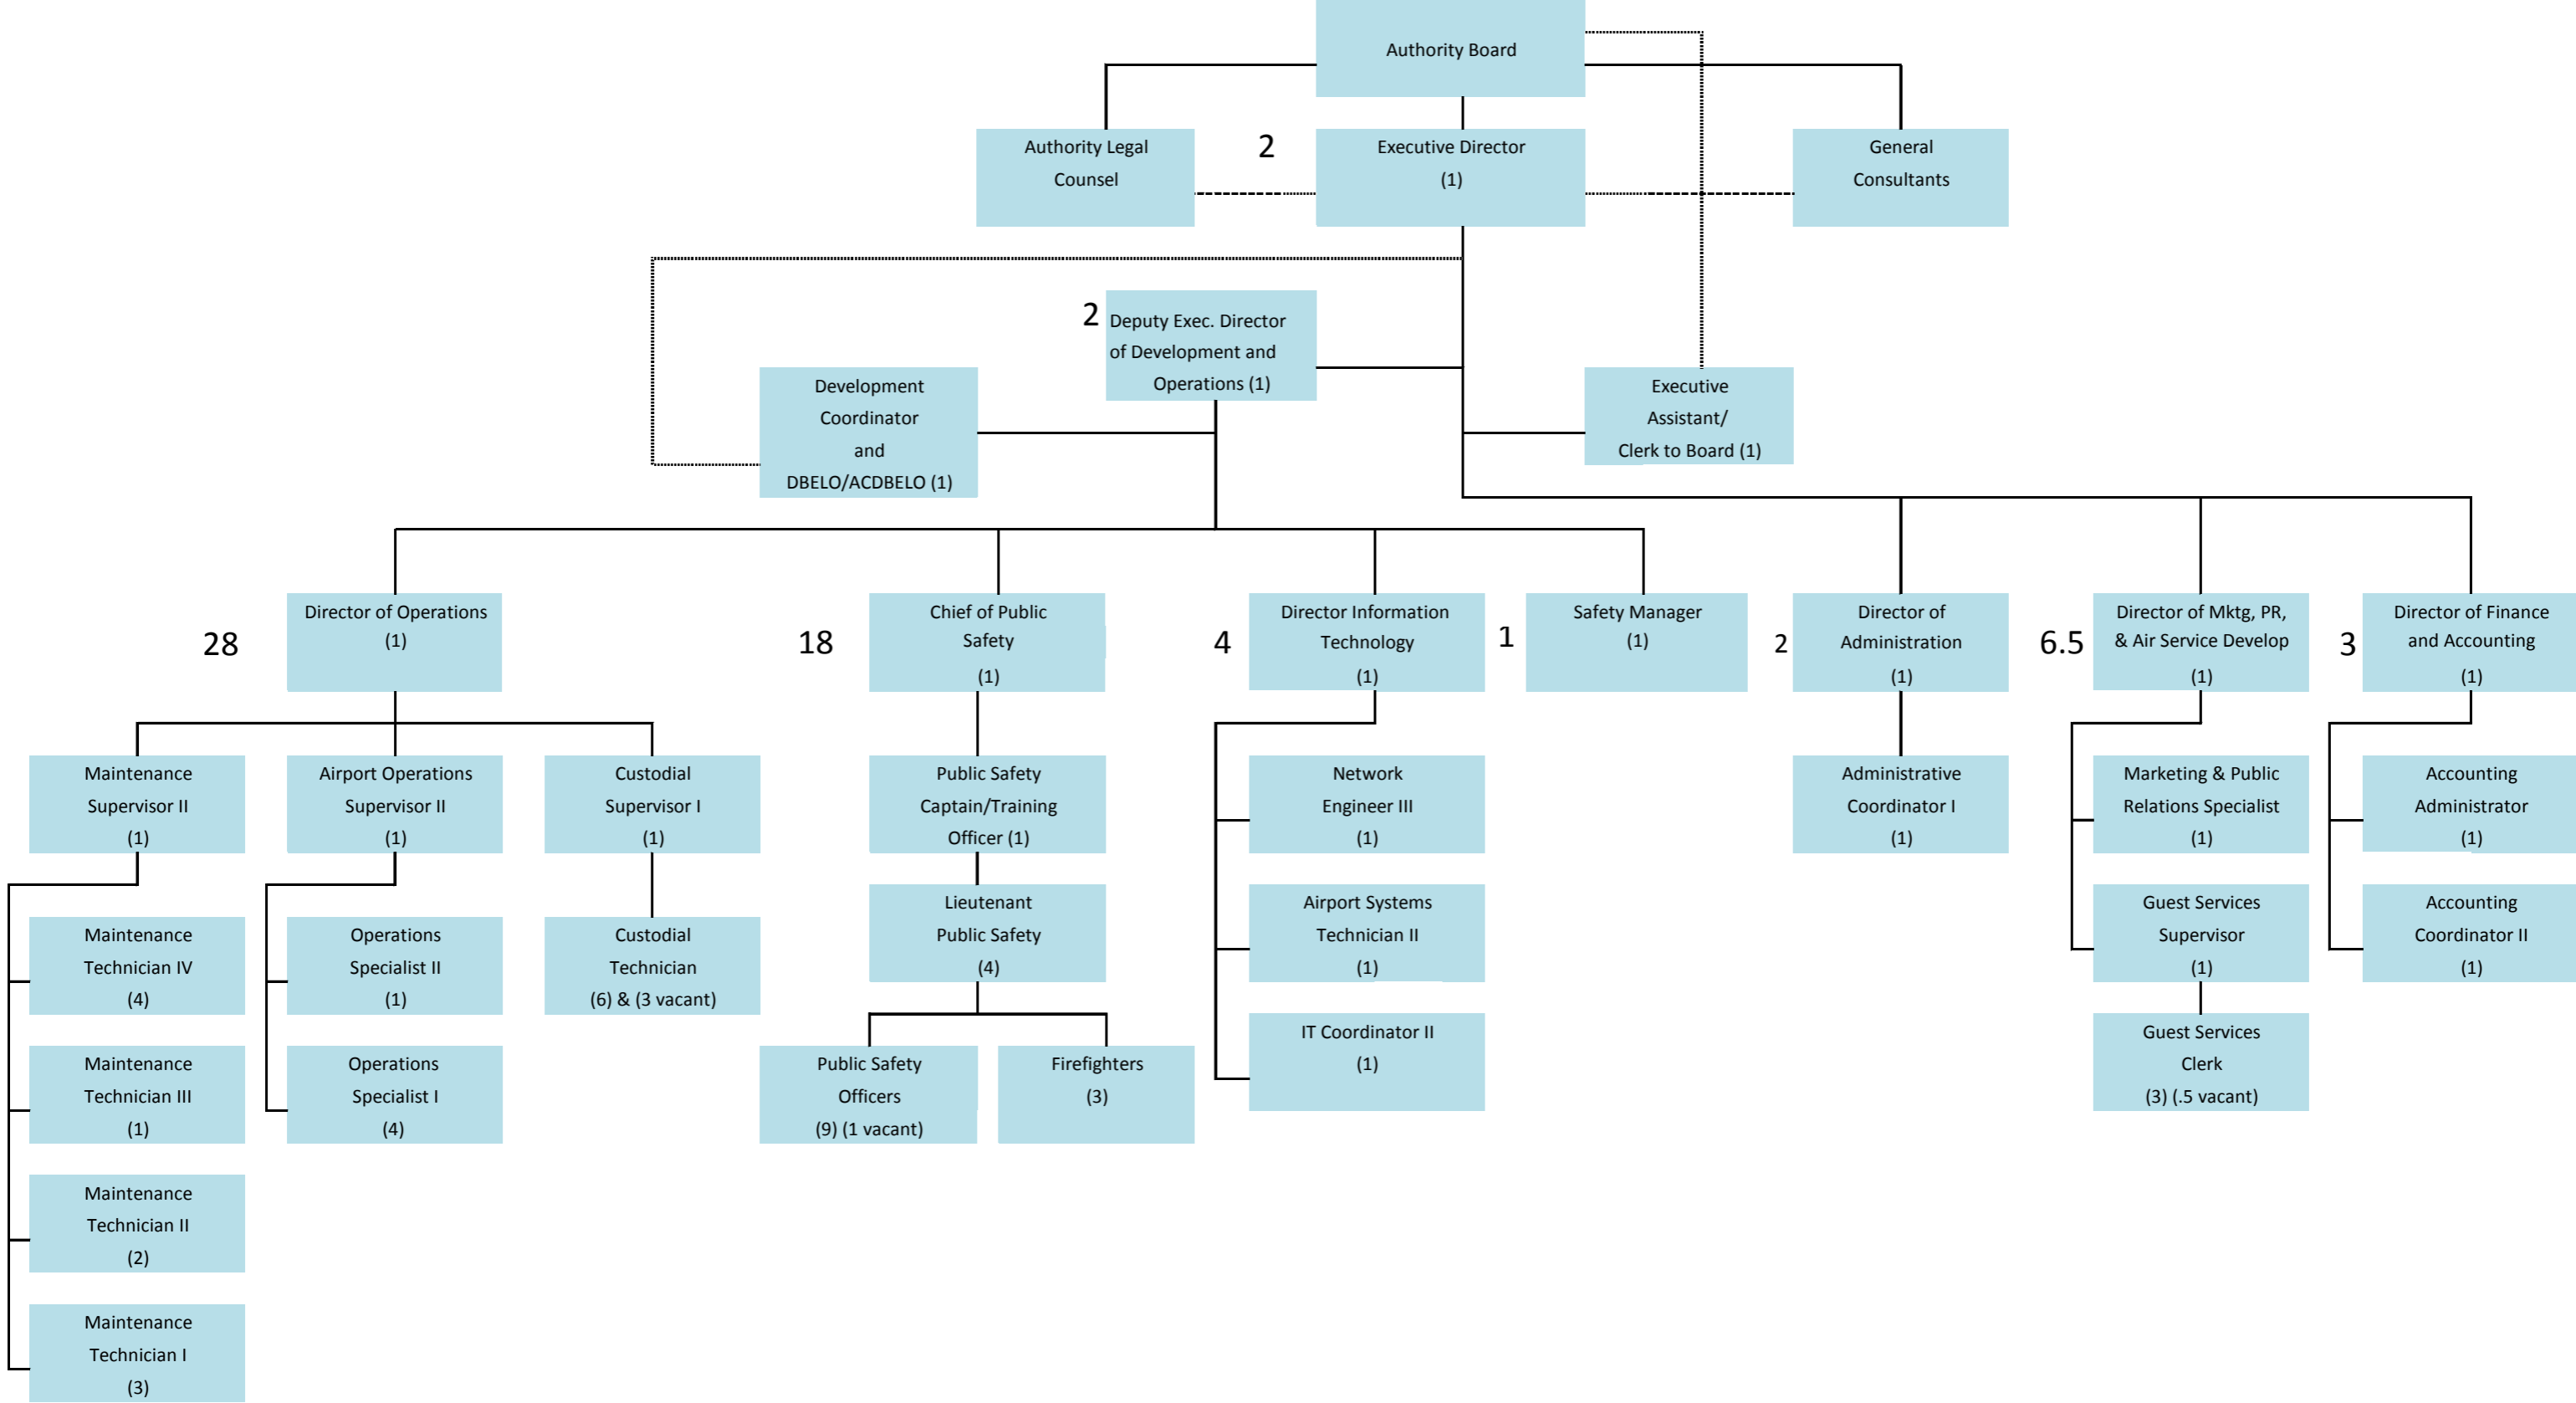 Authority Board
Authority Legal
Counsel
2
Executive Director
(1)
General
Consultants
2
Deputy Exec. Director
of Development and
Operations (1)
Development
Coordinator
and
DBELO/ACDBELO (1)
Executive
Assistant/
Clerk to Board (1)
28
Director of Operations
(1)
18
Chief of Public
Safety
(1)
4
Director Information
Technology
(1)
1
Safety Manager
(1)
2
Director of
Administration
(1)
6.5
Director of Mktg, PR,
& Air Service Develop
(1)
3
Director of Finance
and Accounting
(1)
Maintenance
Supervisor II
(1)
Airport Operations
Supervisor II
(1)
Custodial
Supervisor I
(1)
Public Safety
Captain/Training
Officer (1)
Network
Engineer III
(1)
Administrative
Coordinator I
(1)
Marketing & Public
Relations Specialist
(1)
Accounting
Administrator
(1)
Maintenance
Technician IV
(4)
Operations
Specialist II
(1)
Custodial
Technician
(6) & (3 vacant)
Lieutenant
Public Safety
(4)
Airport Systems
Technician II
(1)
Guest Services
Supervisor
(1)
Accounting
Coordinator II
(1)
Maintenance
Technician III
(1)
Operations
Specialist I
(4)
Public Safety
Officers
(9) (1 vacant)
Firefighters
(3)
IT Coordinator II
(1)
Guest Services
Clerk
(3) (.5 vacant)
Maintenance
Technician II
(2)
Maintenance
Technician I
(3)